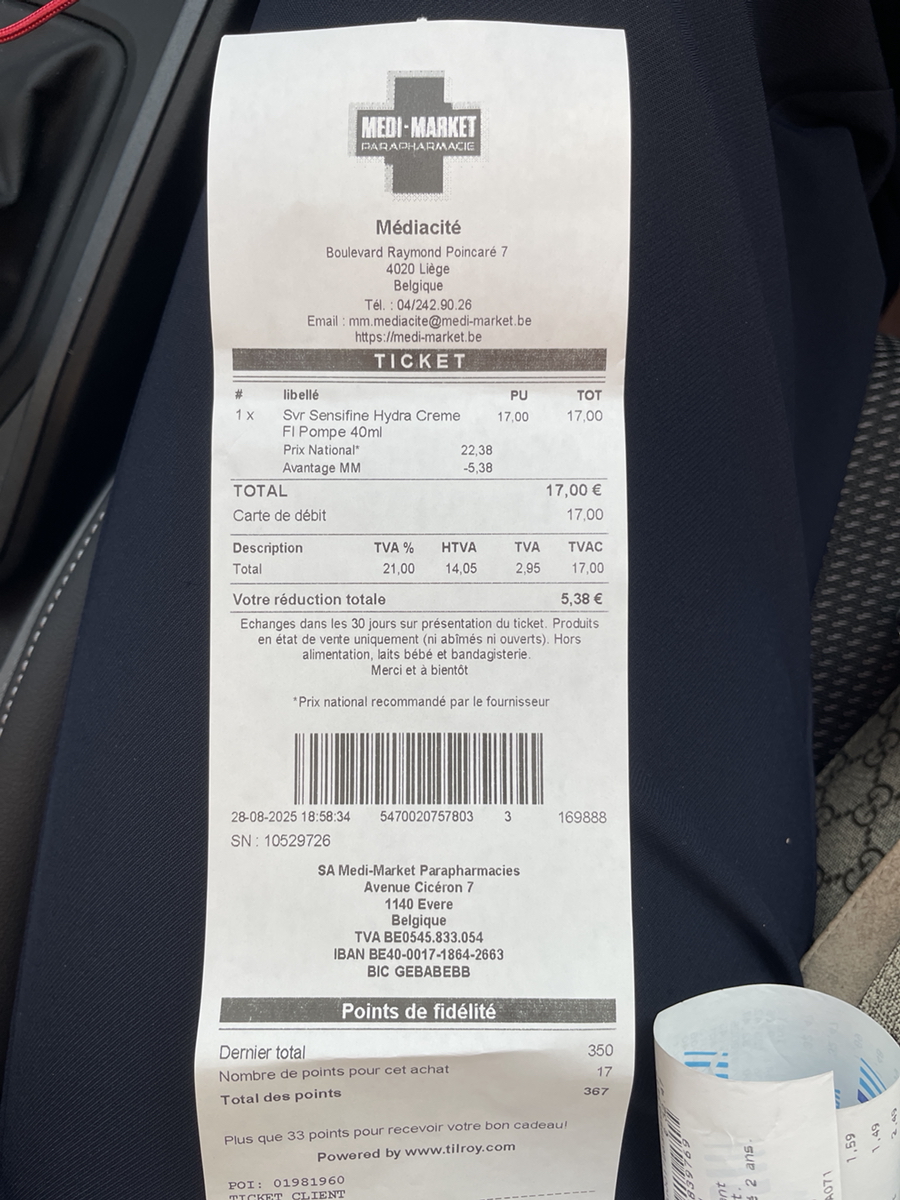 MEDI-MARKET
PARAPHARMACIE
Médiacité
Boulevard Raymond Poincaré 7
4020 Liège
Belgique
Tél. : 04/242.90.26
Email : mm.mediacite@medi-market.be
https://medi-market.be
TICKET
# libellé PU TOT
1 x Svr Sensifine Hydra Creme 17,00 17,00
Fl Pompe 40ml
Prix National* 22,38
Avantage MM -5,38
TOTAL 17,00 €
Carte de débit 17,00
Description TVA % HTVA TVA TVAC
Total 21,00 14,05 2,95 17,00
Votre réduction totale 5,38 €
Echanges dans les 30 jours sur présentation du ticket. Produits
en état de vente uniquement (ni abîmés ni ouverts). Hors
alimentation, laits bébé et bandagisterie.
Merci et à bientôt
*Prix national recommandé par le fournisseur
28-08-2025 18:58:34 5470020757803 3 169888
SN : 10529726
SA Medi-Market Parapharmacies
Avenue Cicéron 7
1140 Evere
Belgique
TVA BE0545.833.054
IBAN BE40-0017-1864-2663
BIC GEBABEBB
Points de fidélité
Dernier total 350
Nombre de points pour cet achat 17
Total des points 367
Plus que 33 points pour recevoir votre bon cadeau!
Powered by www.tilroy.com
POI: 01981960
TICKET CLIENT
2 ans.
1,59
1,49
2,49